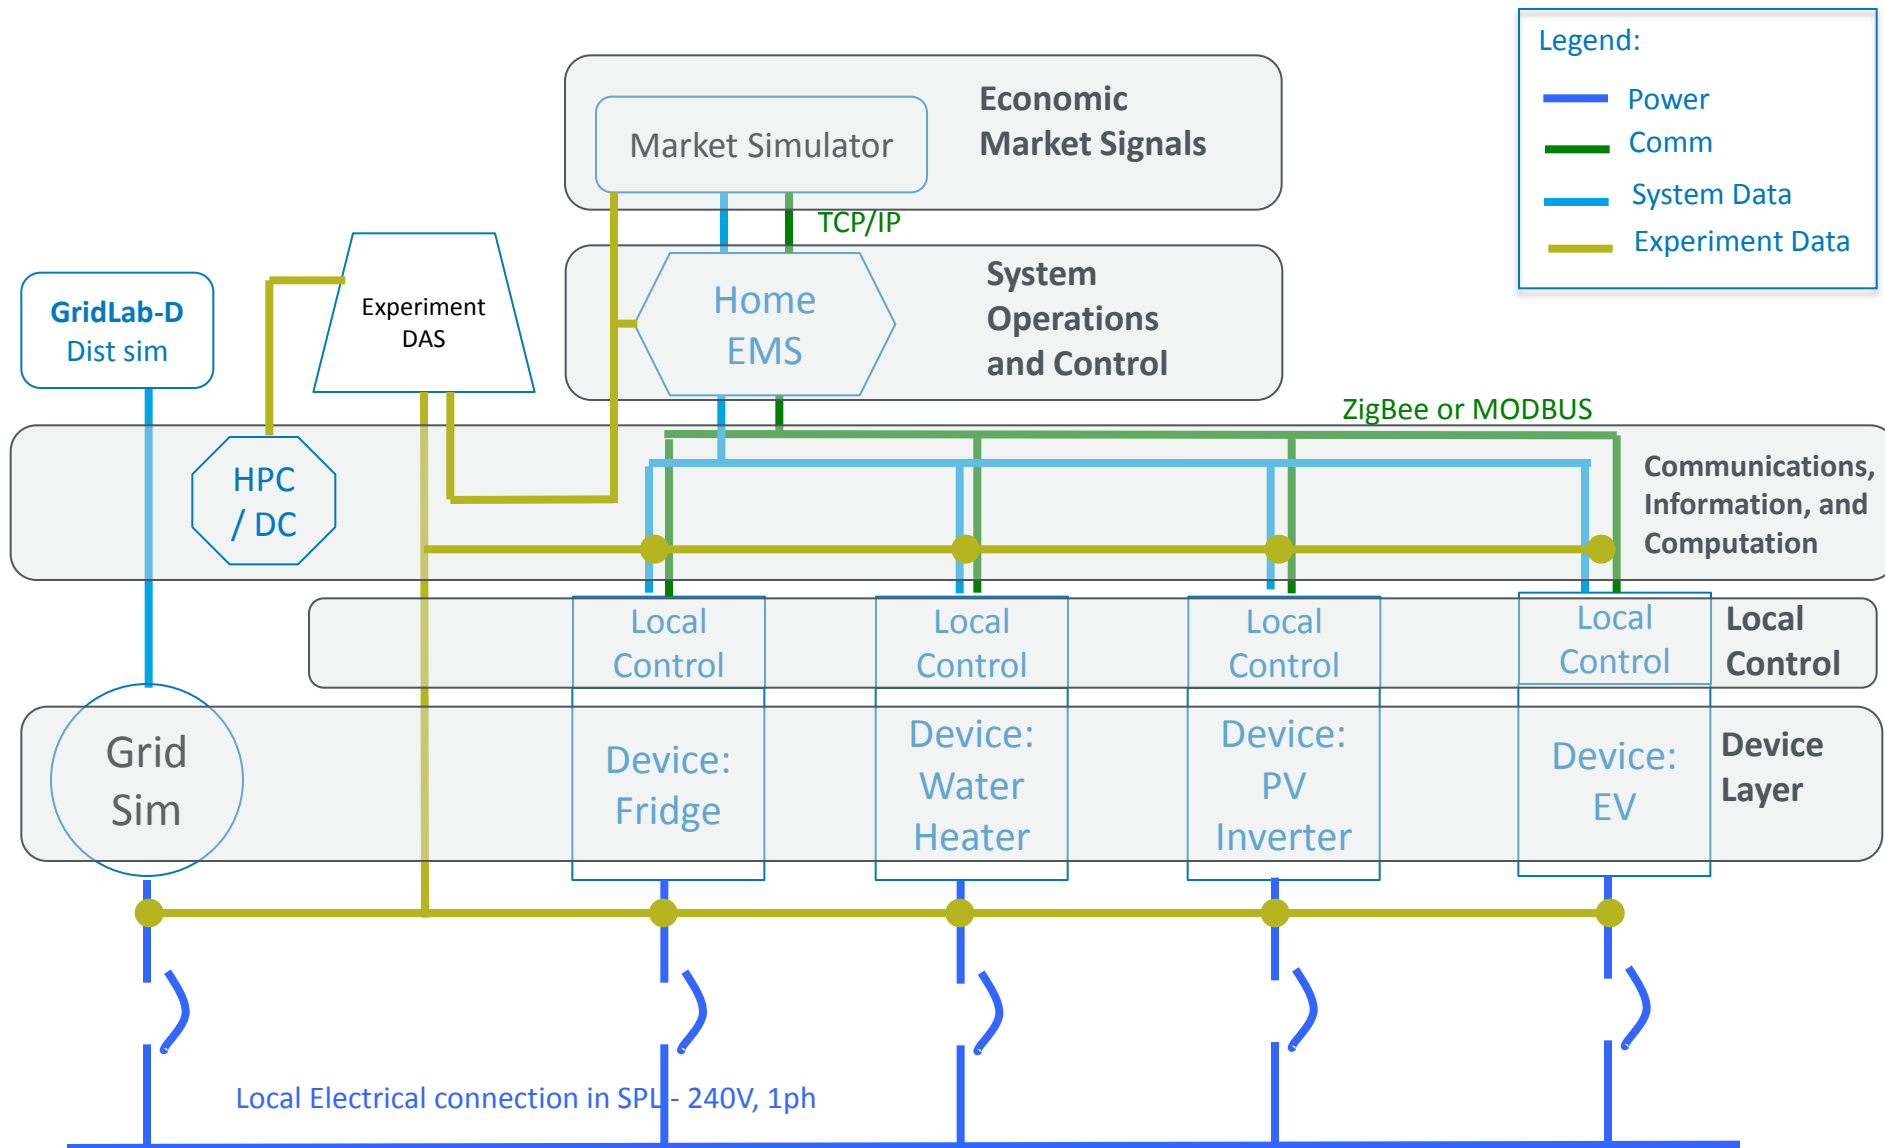 Legend:
Power
Comm
System Data
Experiment Data
Economic
Market Signals
Market Simulator
TCP/IP
System
Operations
and Control
Home
EMS
Experiment
DAS
GridLab-D
Dist sim
ZigBee or MODBUS
HPC
/ DC
Communications,
Information, and
Computation
Local
Control
Local
Control
Local
Control
Local
Control
Local
Control
Grid
Sim
Device:
Fridge
Device:
Water
Heater
Device:
PV
Inverter
Device:
EV
Device
Layer
Local Electrical connection in SPL - 240V, 1ph